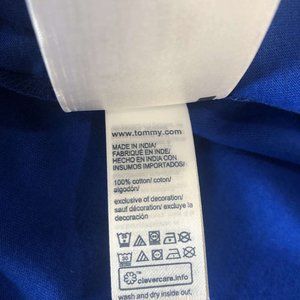 www.tommy.com
MADE IN INDIA/
FABRIQUÉ EN INDE/
HECHO EN INDIA CON
INSUMOS IMPORTADOS/
100% cotton/ coton/
algodón/
exclusive of decoration/
sauf décoration/ excluye la
decoración
clevercare.info
wash and dry inside out,